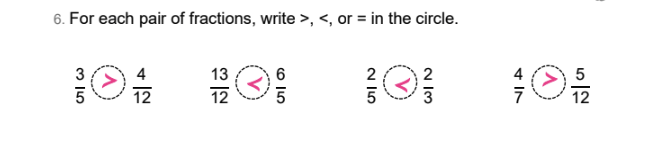 6. For each pair of fractions, write >, <, or = in the circle.
3/5 > 4/12 13/12 < 6/5 2/5 < 2/3 4/7 > 5/12